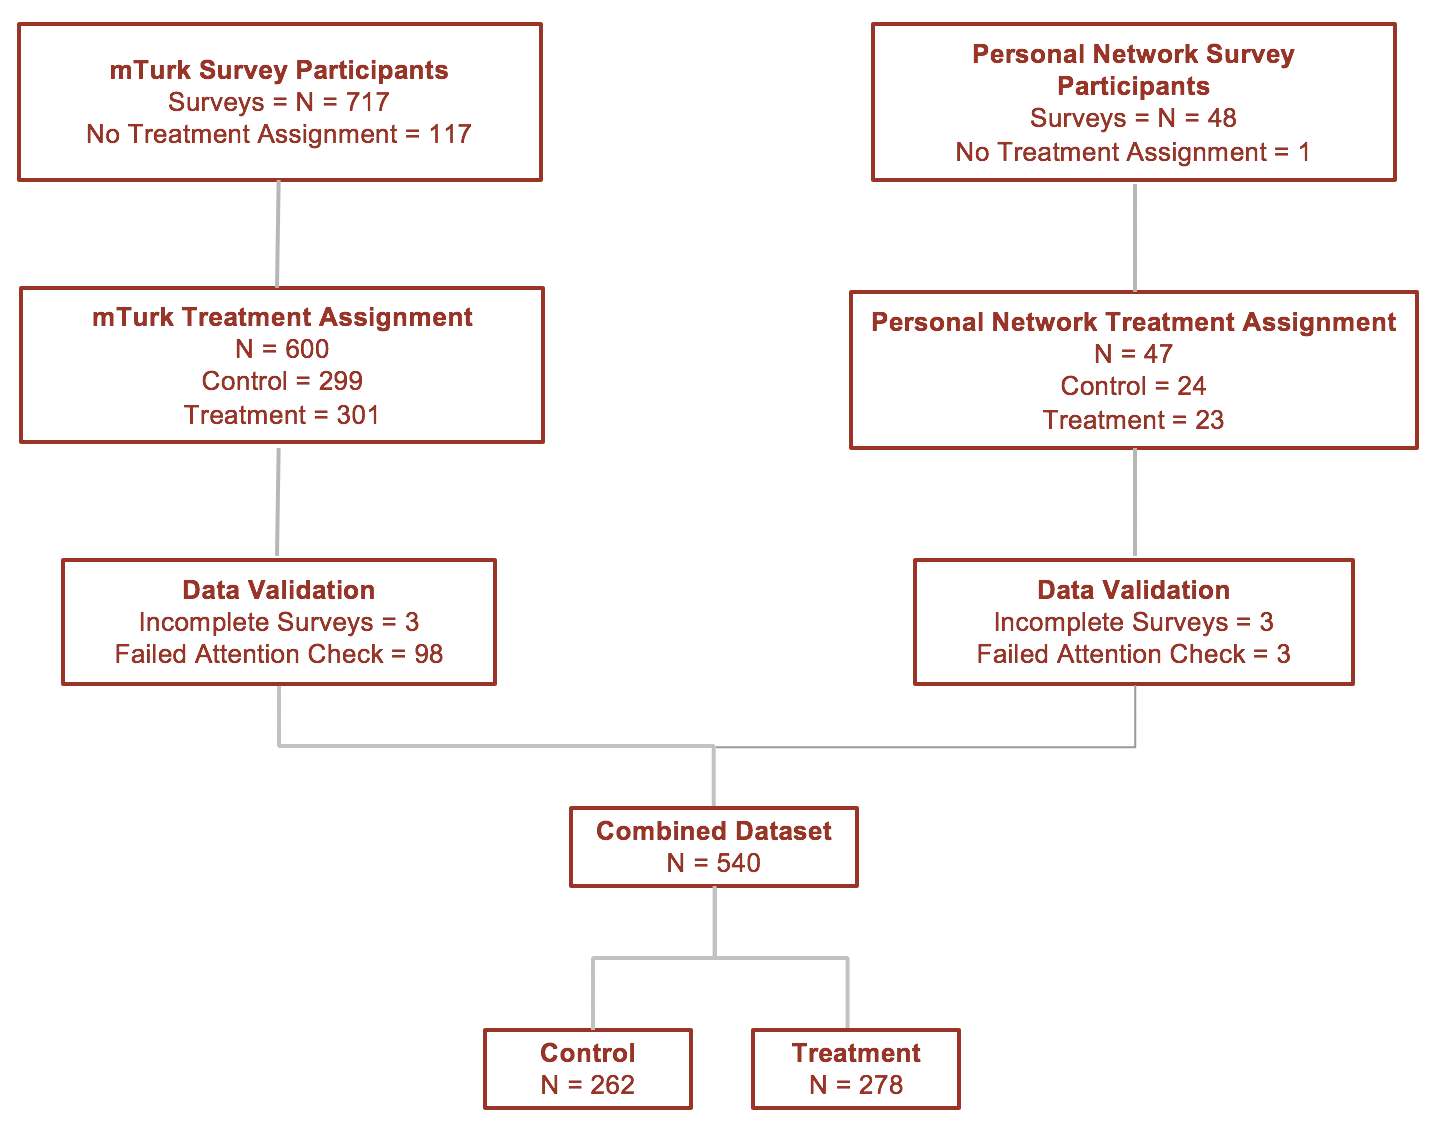 mTurk Survey Participants
Surveys = N = 717
No Treatment Assignment = 117
Personal Network Survey
Participants
Surveys = N = 48
No Treatment Assignment = 1
mTurk Treatment Assignment
N = 600
Control = 299
Treatment = 301
Personal Network Treatment Assignment
N = 47
Control = 24
Treatment = 23
Data Validation
Incomplete Surveys = 3
Failed Attention Check = 98
Data Validation
Incomplete Surveys = 3
Failed Attention Check = 3
Combined Dataset
N = 540
Control
N = 262
Treatment
N = 278